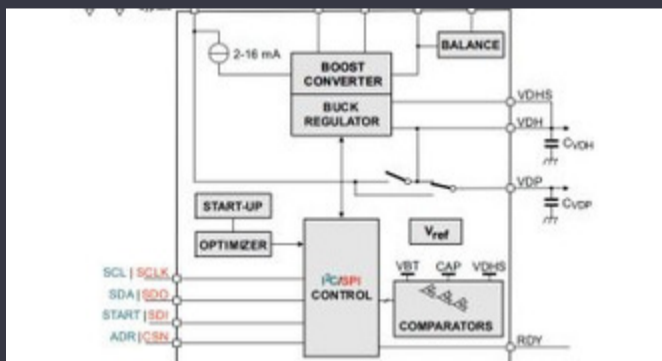 2-16 mA
BALANCE
BOOST
CONVERTER
BUCK
REGULATOR
VDHS
VDH
CVDH
VDP
CVDP
START-UP
OPTIMIZER
Vref
SCL | SCLK
SDA | SDO
START | SDI
ADR | CSN
I²C/SPI
CONTROL
VBT CAP VDHS
COMPARATORS
RDY